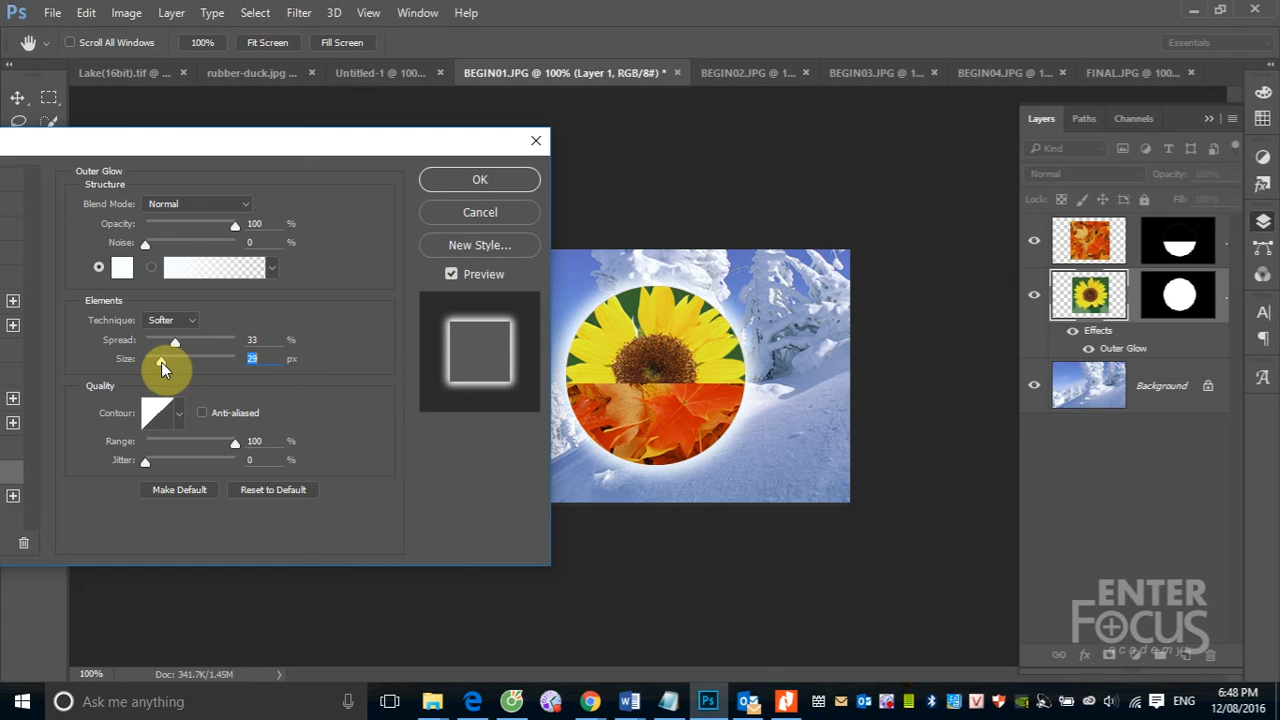 Ps File Edit Image Layer Type Select Filter 3D View Window Help
Scroll All Windows 100% Fit Screen Fill Screen Essentials
Lake(16bit).tif @ ... × rubber-duck.jpg ... × Untitled-1 @ 100... × BEGIN01.JPG @ 100% (Layer 1, RGB/8#) * × BEGIN02.JPG @ 1... × BEGIN03.JPG @ 1... × BEGIN04.JPG @ 1... × FINAL.JPG @ 100... ×
Layers Paths Channels
Kind
Normal Opacity: 100%
Lock: Fill: 100%
Effects
Outer Glow
Background
Outer Glow
Structure
Blend Mode: Normal
Opacity: 100 %
Noise: 0 %
Elements
Technique: Softer
Spread: 33 %
Size: 29 px
Quality
Contour: Anti-aliased
Range: 100 %
Jitter: 0 %
Make Default Reset to Default
OK
Cancel
New Style...
Preview
ENTER
FOCUS
academy
100% Doc: 341.7K/1.45M
Ask me anything
ENG
6:48 PM
12/08/2016